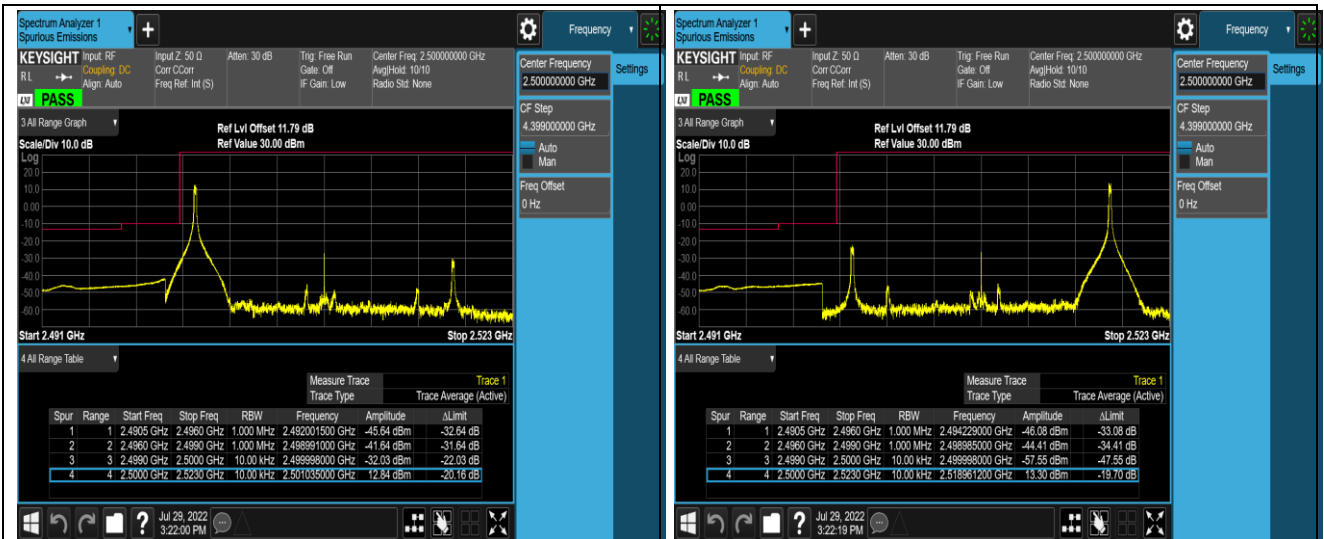 Spectrum Analyzer 1
Spurious Emissions
+
Frequency
KEYSIGHT
Input: RF
Coupling: DC
Align: Auto
Input Z: 50 Ω
Corr CCorr
Freq Ref: Int (S)
Atten: 30 dB
Trig: Free Run
Gate: Off
IF Gain: Low
Center Freq: 2.500000000 GHz
Avg|Hold: 10/10
Radio Std: None
R L
LXI
PASS
Center Frequency
2.500000000 GHz
Settings
CF Step
4.399000000 GHz
Auto
Man
Freq Offset
0 Hz
3 All Range Graph
Ref Lvl Offset 11.79 dB
Scale/Div 10.0 dB
Ref Value 30.00 dBm
Log
20.0
10.0
0.00
-10.0
-20.0
-30.0
-40.0
-50.0
-60.0
Start 2.491 GHz
Stop 2.523 GHz
4 All Range Table
Measure Trace Trace 1
Trace Type Trace Average (Active)
Spur Range Start Freq Stop Freq RBW Frequency Amplitude ΔLimit
1 1 2.4905 GHz 2.4960 GHz 1.000 MHz 2.492001500 GHz -45.64 dBm -32.64 dB
2 2 2.4960 GHz 2.4990 GHz 1.000 MHz 2.498991000 GHz -41.64 dBm -31.64 dB
3 3 2.4990 GHz 2.5000 GHz 10.00 kHz 2.499998000 GHz -32.03 dBm -22.03 dB
4 4 2.5000 GHz 2.5230 GHz 10.00 kHz 2.501035000 GHz 12.84 dBm -20.16 dB
?
Jul 29, 2022
3:22:00 PM
Spectrum Analyzer 1
Spurious Emissions
+
Frequency
KEYSIGHT
Input: RF
Coupling: DC
Align: Auto
Input Z: 50 Ω
Corr CCorr
Freq Ref: Int (S)
Atten: 30 dB
Trig: Free Run
Gate: Off
IF Gain: Low
Center Freq: 2.500000000 GHz
Avg|Hold: 10/10
Radio Std: None
R L
LXI
PASS
Center Frequency
2.500000000 GHz
Settings
CF Step
4.399000000 GHz
Auto
Man
Freq Offset
0 Hz
3 All Range Graph
Ref Lvl Offset 11.79 dB
Scale/Div 10.0 dB
Ref Value 30.00 dBm
Log
20.0
10.0
0.00
-10.0
-20.0
-30.0
-40.0
-50.0
-60.0
Start 2.491 GHz
Stop 2.523 GHz
4 All Range Table
Measure Trace Trace 1
Trace Type Trace Average (Active)
Spur Range Start Freq Stop Freq RBW Frequency Amplitude ΔLimit
1 1 2.4905 GHz 2.4960 GHz 1.000 MHz 2.494229000 GHz -46.08 dBm -33.08 dB
2 2 2.4960 GHz 2.4990 GHz 1.000 MHz 2.498985000 GHz -44.41 dBm -34.41 dB
3 3 2.4990 GHz 2.5000 GHz 10.00 kHz 2.499998000 GHz -57.55 dBm -47.55 dB
4 4 2.5000 GHz 2.5230 GHz 10.00 kHz 2.518961200 GHz 13.30 dBm -19.70 dB
?
Jul 29, 2022
3:22:19 PM